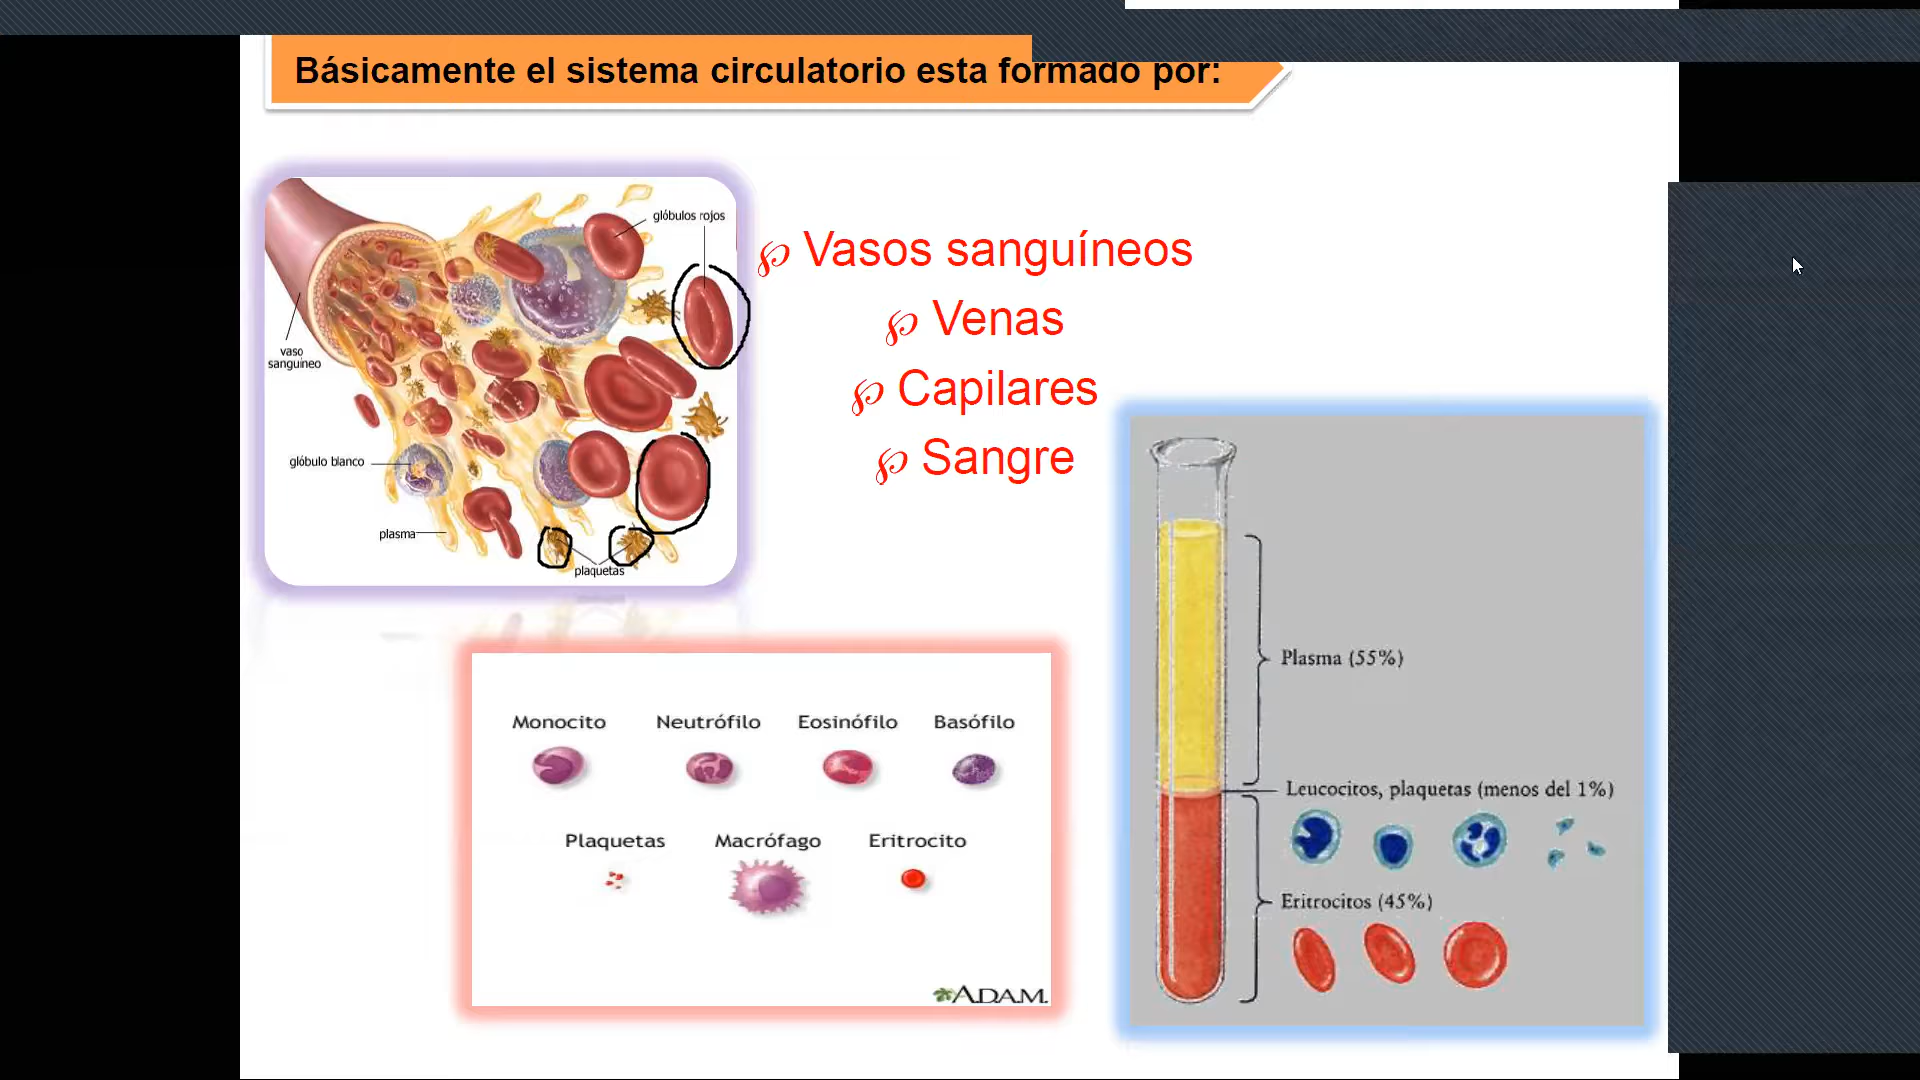 Básicamente el sistema circulatorio esta formado por:
glóbulos rojos
vaso
sanguíneo
glóbulo blanco
plasma
plaquetas
Vasos sanguíneos
Venas
Capilares
Sangre
Monocito Neutrófilo Eosinófilo Basófilo
Plaquetas Macrófago Eritrocito
ADAM.
Plasma (55%)
Leucocitos, plaquetas (menos del 1%)
Eritrocitos (45%)